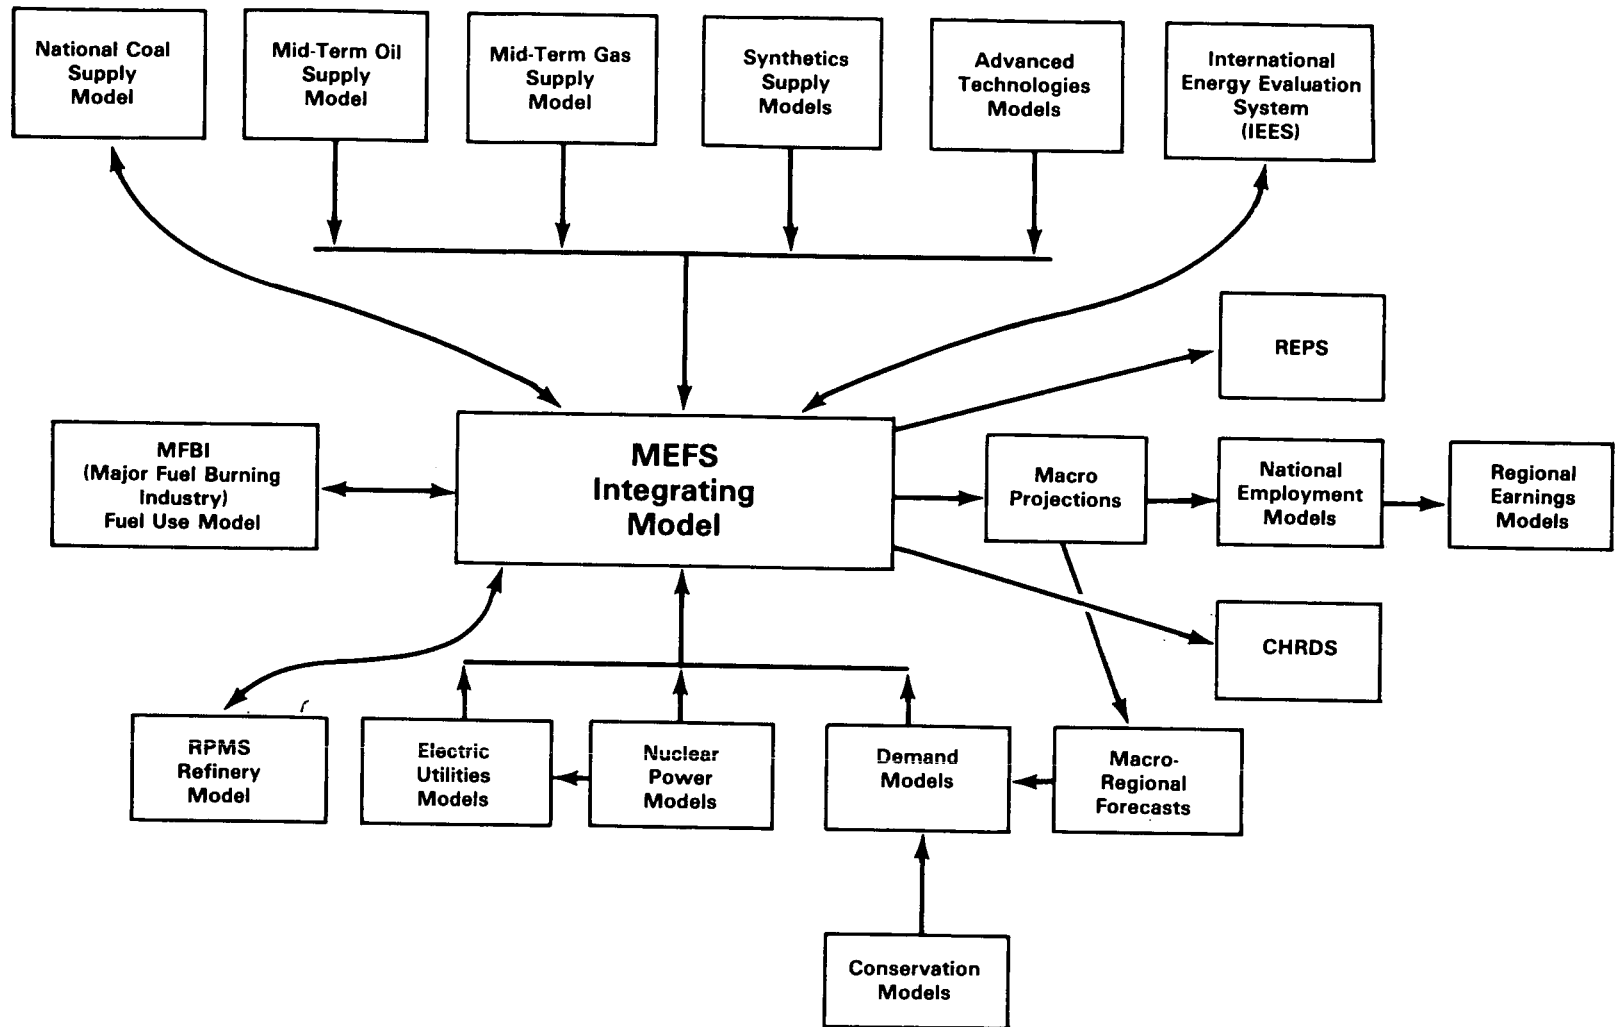 National Coal
Supply
Model
Mid-Term Oil
Supply
Model
Mid-Term Gas
Supply
Model
Synthetics
Supply
Models
Advanced
Technologies
Models
International
Energy Evaluation
System
(IEES)
REPS
MFBI
(Major Fuel Burning
Industry)
Fuel Use Model
MEFS
Integrating
Model
Macro
Projections
National
Employment
Models
Regional
Earnings
Models
CHRDS
RPMS
Refinery
Model
Electric
Utilities
Models
Nuclear
Power
Models
Demand
Models
Macro-
Regional
Forecasts
Conservation
Models